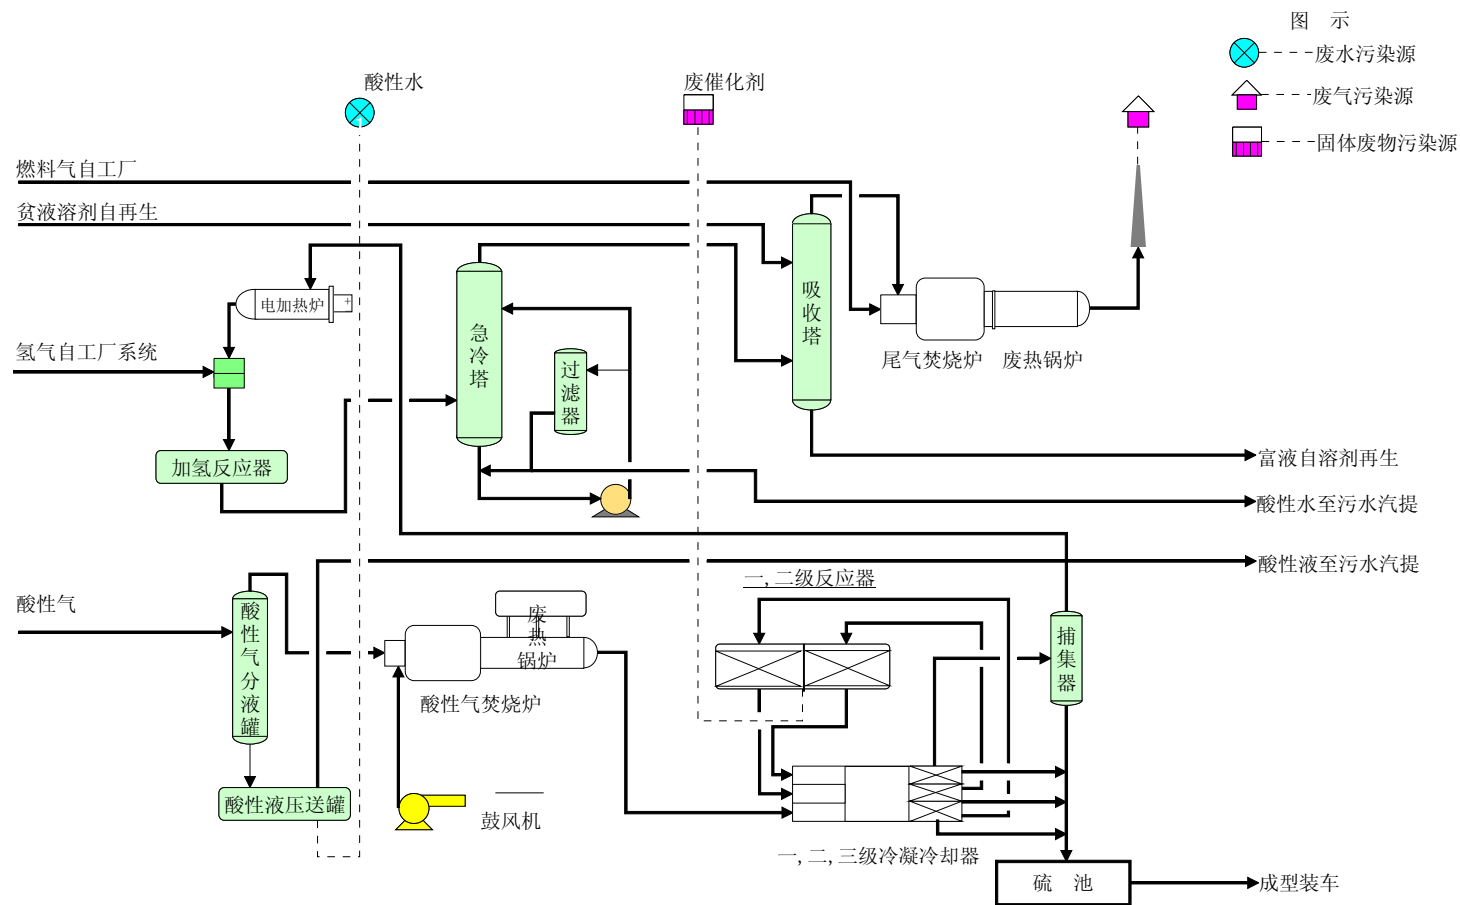 图 示
废水污染源
废气污染源
固体废物污染源
酸性水
废催化剂
燃料气自工厂
贫液溶剂自再生
电加热炉
氢气自工厂系统
急冷塔
过滤器
吸收塔
尾气焚烧炉
废热锅炉
加氢反应器
富液自溶剂再生
酸性水至污水汽提
酸性液至污水汽提
一,二级反应器
酸性气
酸性气分液罐
废热锅炉
酸性气焚烧炉
捕集器
酸性液压送罐
鼓风机
一,二,三级冷凝冷却器
硫 池
成型装车